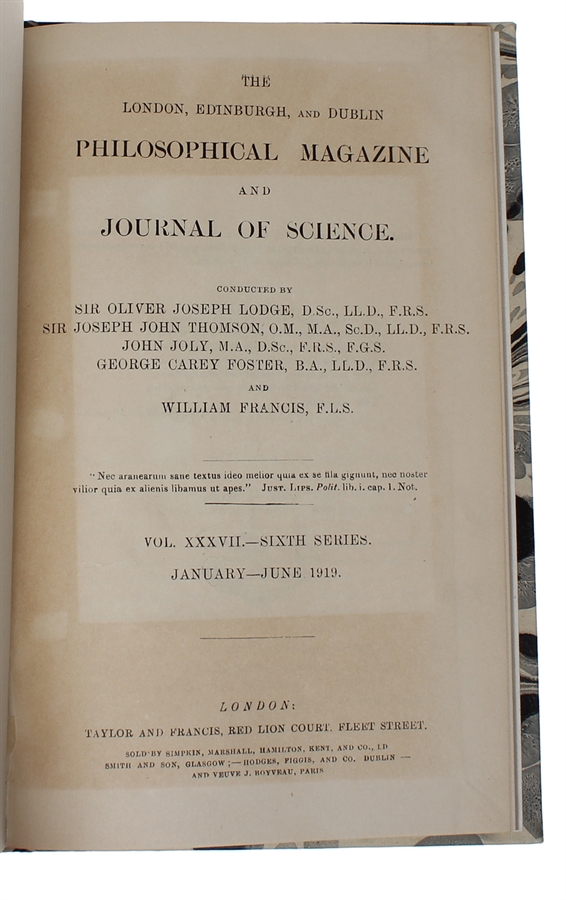 THE
LONDON, EDINBURGH, AND DUBLIN
PHILOSOPHICAL MAGAZINE
AND
JOURNAL OF SCIENCE.
CONDUCTED BY
SIR OLIVER JOSEPH LODGE, D.Sc., LL.D., F.R.S.
SIR JOSEPH JOHN THOMSON, O.M., M.A., Sc.D., LL.D., F.R.S.
JOHN JOLY, M.A., D.Sc., F.R.S., F.G.S.
GEORGE CAREY FOSTER, B.A., LL.D., F.R.S.
AND
WILLIAM FRANCIS, F.L.S.
"Nec aranearum sane textus ideo melior quia ex se fila gignunt, nec noster
vilior quia ex alienis libamus ut apes." JUST. LIPS. Polit. lib. i. cap. 1. Not.
VOL. XXXVII.—SIXTH SERIES.
JANUARY—JUNE 1919.
LONDON:
TAYLOR AND FRANCIS, RED LION COURT, FLEET STREET.
SOLD BY SIMPKIN, MARSHALL, HAMILTON, KENT, AND CO., LD
SMITH AND SON, GLASGOW;—HODGES, FIGGIS, AND CO. DUBLIN—
AND VEUVE J. BOYVEAU, PARIS